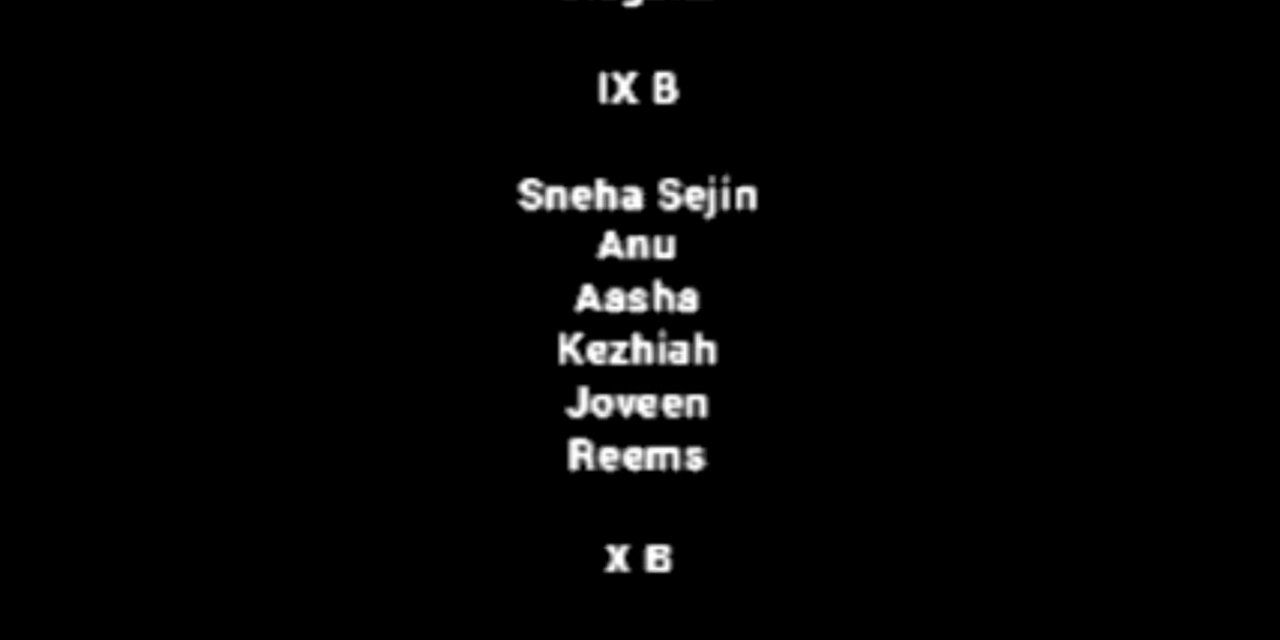 IX B
Sneha Sejin
Anu
Aasha
Kezhiah
Joveen
Reems
X B